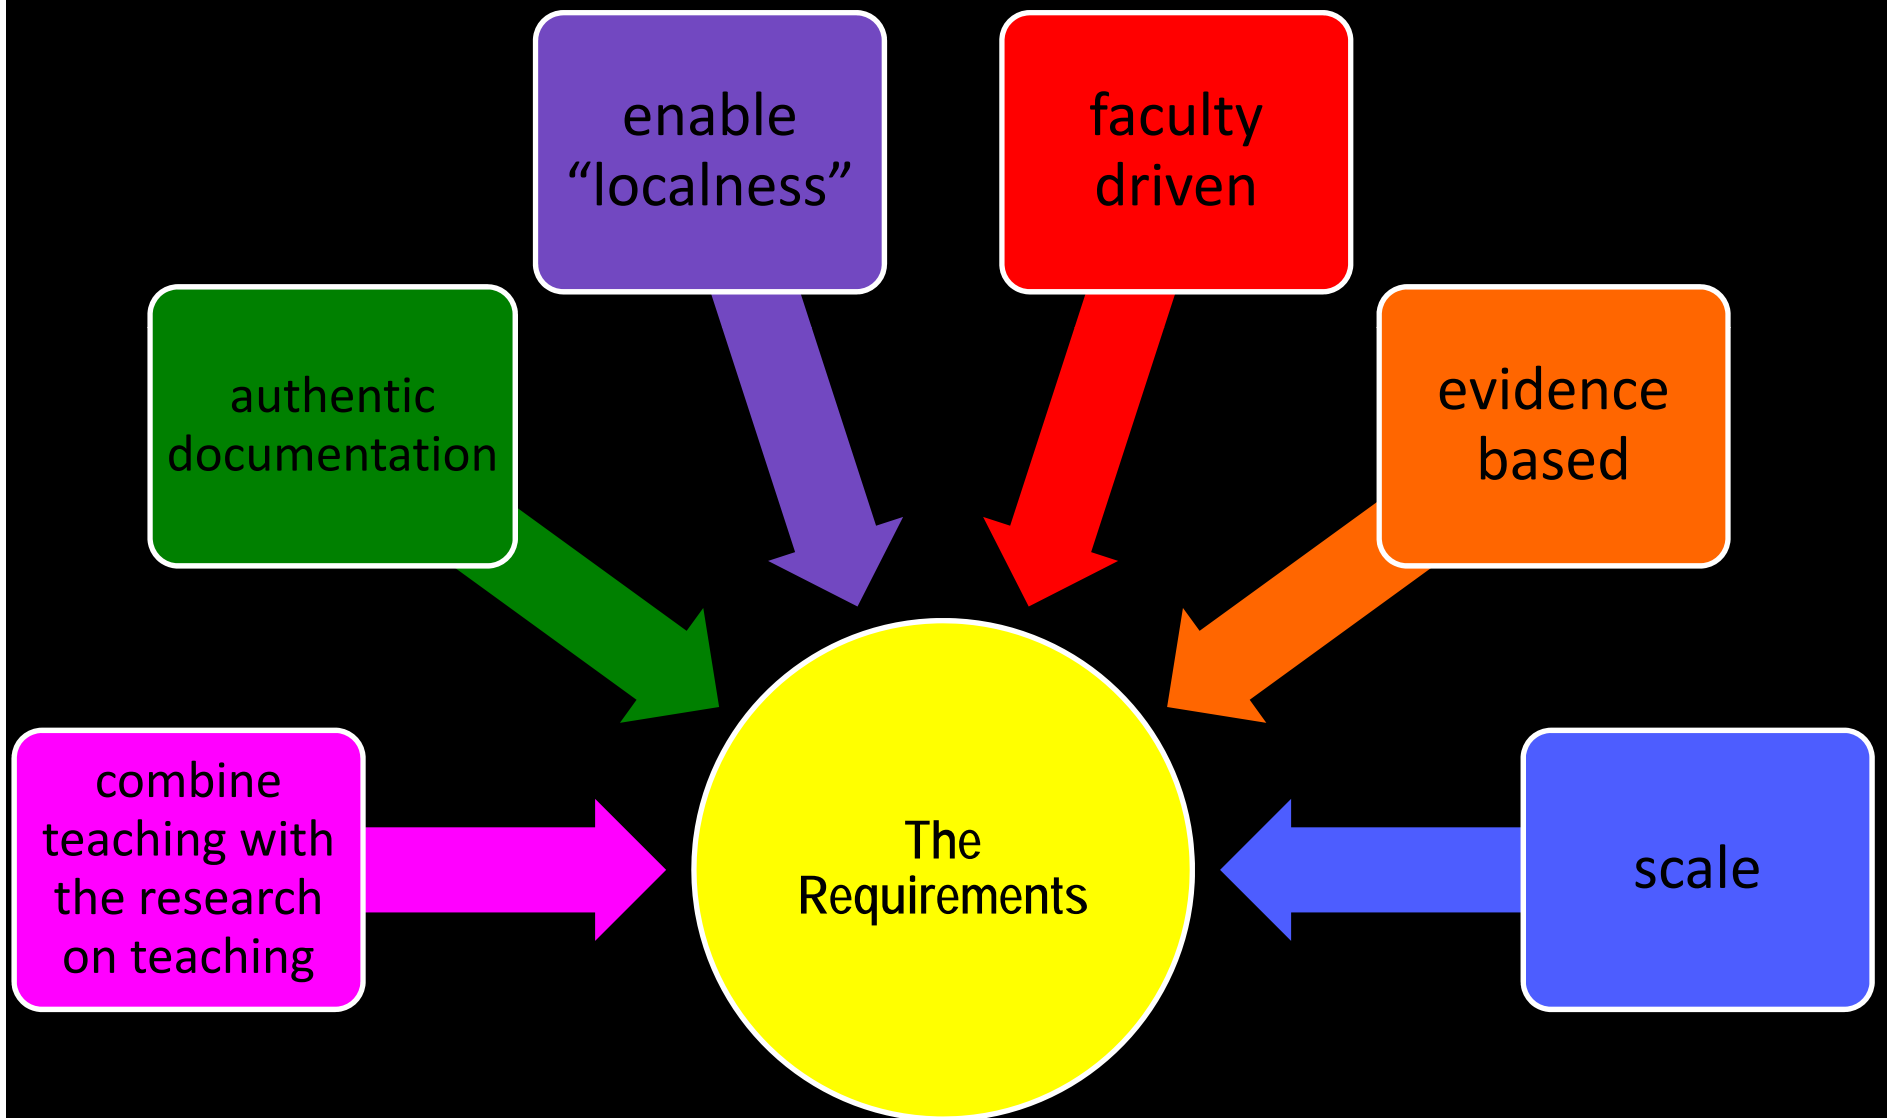 enable
“localness”
faculty
driven
authentic
documentation
evidence
based
combine
teaching with
the research
on teaching
The
Requirements
scale